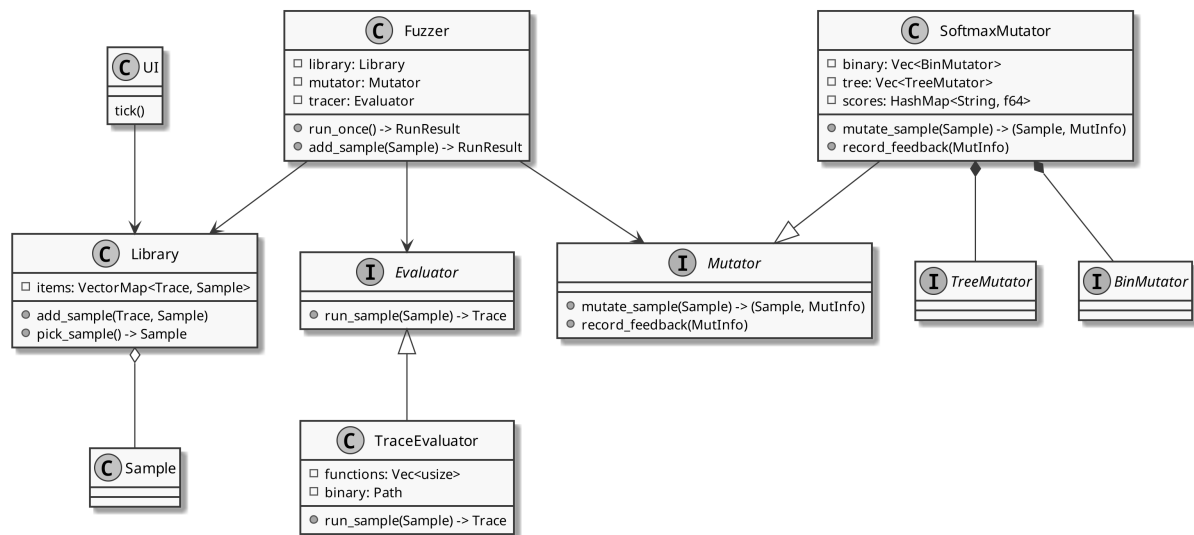 C UI
tick()
C Fuzzer
library: Library
mutator: Mutator
tracer: Evaluator
run_once() -> RunResult
add_sample(Sample) -> RunResult
C SoftmaxMutator
binary: Vec<BinMutator>
tree: Vec<TreeMutator>
scores: HashMap<String, f64>
mutate_sample(Sample) -> (Sample, MutInfo)
record_feedback(MutInfo)
C Library
items: VectorMap<Trace, Sample>
add_sample(Trace, Sample)
pick_sample() -> Sample
I Evaluator
run_sample(Sample) -> Trace
I Mutator
mutate_sample(Sample) -> (Sample, MutInfo)
record_feedback(MutInfo)
I TreeMutator
I BinMutator
C Sample
C TraceEvaluator
functions: Vec<usize>
binary: Path
run_sample(Sample) -> Trace